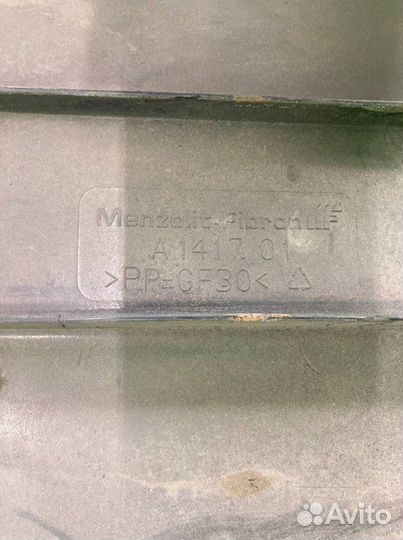 Menzolit-Fibron
A 1417 01
>PP-GF30<
Avito